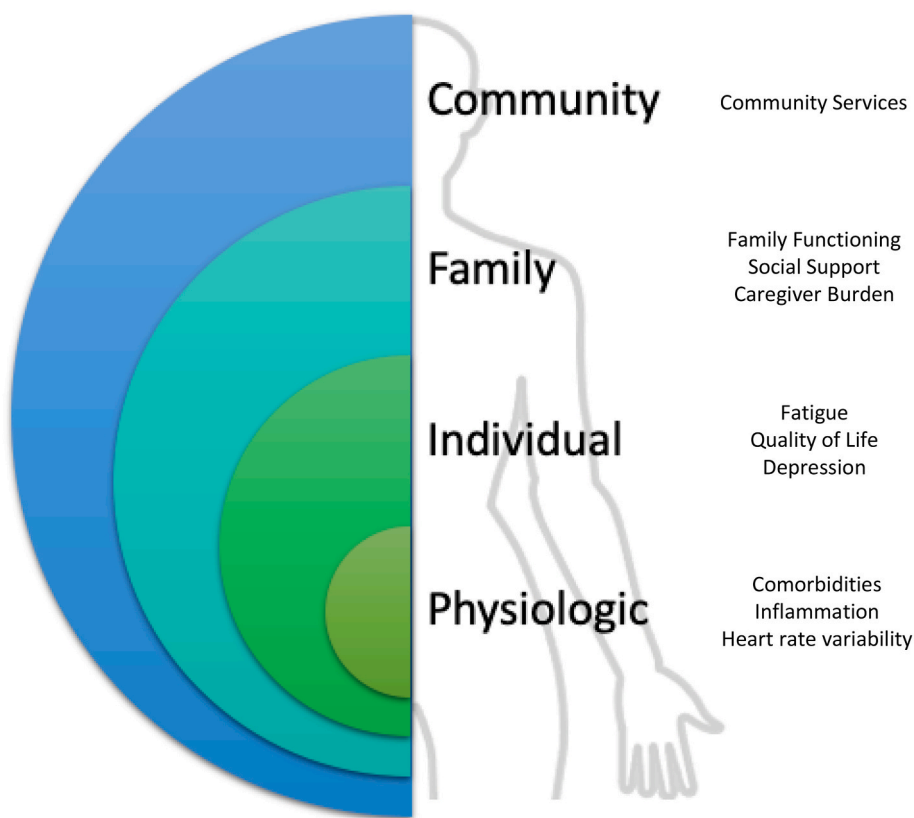 Community
Community Services
Family
Family Functioning
Social Support
Caregiver Burden
Individual
Fatigue
Quality of Life
Depression
Physiologic
Comorbidities
Inflammation
Heart rate variability